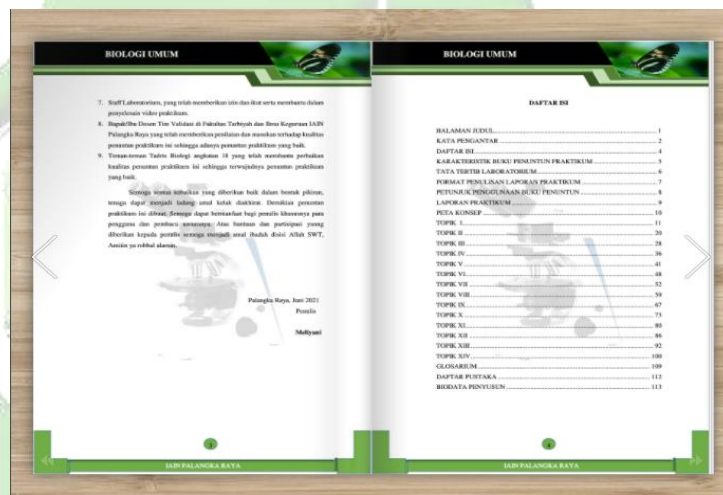 BIOLOGI UMUM
7. Staff Laboratorium, yang telah memberikan izin dan ikut serta membantu dalam
penyelesain video praktikum.
8. Bapak/Ibu Dosen Tim Validasi di Fakultas Tarbiyah dan Ilmu Keguruan IAIN
Palangka Raya yang telah memberikan penilaian dan masukan terhadap kualitas
penuntun praktikum ini sehingga adanya penuntun praktikum yang baik.
9. Teman-teman Tadris Biologi angkatan 18 yang telah membantu perbaikan
kualitas penuntun praktikum ini sehingga terwujudnya penuntun praktikum
yang baik.
Semoga semua kebaikan yang diberikan baik dalam bentuk pikiran,
tenaga dapat menjadi ladang amal kelak diakhirat. Demikian penuntun
praktikum ini dibuat. Semoga dapat bermanfaat bagi penulis khususnya para
pengguna dan pembaca umumnya. Atas bantuan dan partisipasi yang
diberikan kepada penulis semoga menjadi amal ibadah disisi Allah SWT,
Amiin ya robbal alamin.
Palangka Raya, Juni 2021
Penulis
Meliyani
3
IAIN PALANGKA RAYA
BIOLOGI UMUM
DAFTAR ISI
HALAMAN JUDUL 1
KATA PENGANTAR 2
DAFTAR ISI 4
KARAKTERISTIK BUKU PENUNTUN PRAKTIKUM 5
TATA TERTIB LABORATORIUM 6
FORMAT PENULISAN LAPORAN PRAKTIKUM 7
PETUNJUK PENGGUNAAN BUKU PENUNTUN 8
LAPORAN PRAKTIKUM 9
PETA KONSEP 10
TOPIK I 11
TOPIK II 20
TOPIK III 28
TOPIK IV 36
TOPIK V 41
TOPIK VI 48
TOPIK VII 52
TOPIK VIII 59
TOPIK IX 67
TOPIK X 73
TOPIK XI 80
TOPIK XII 86
TOPIK XIII 92
TOPIK XIV 100
GLOSARIUM 109
DAFTAR PUSTAKA 112
BIODATA PENYUSUN 113
4
IAIN PALANGKA RAYA